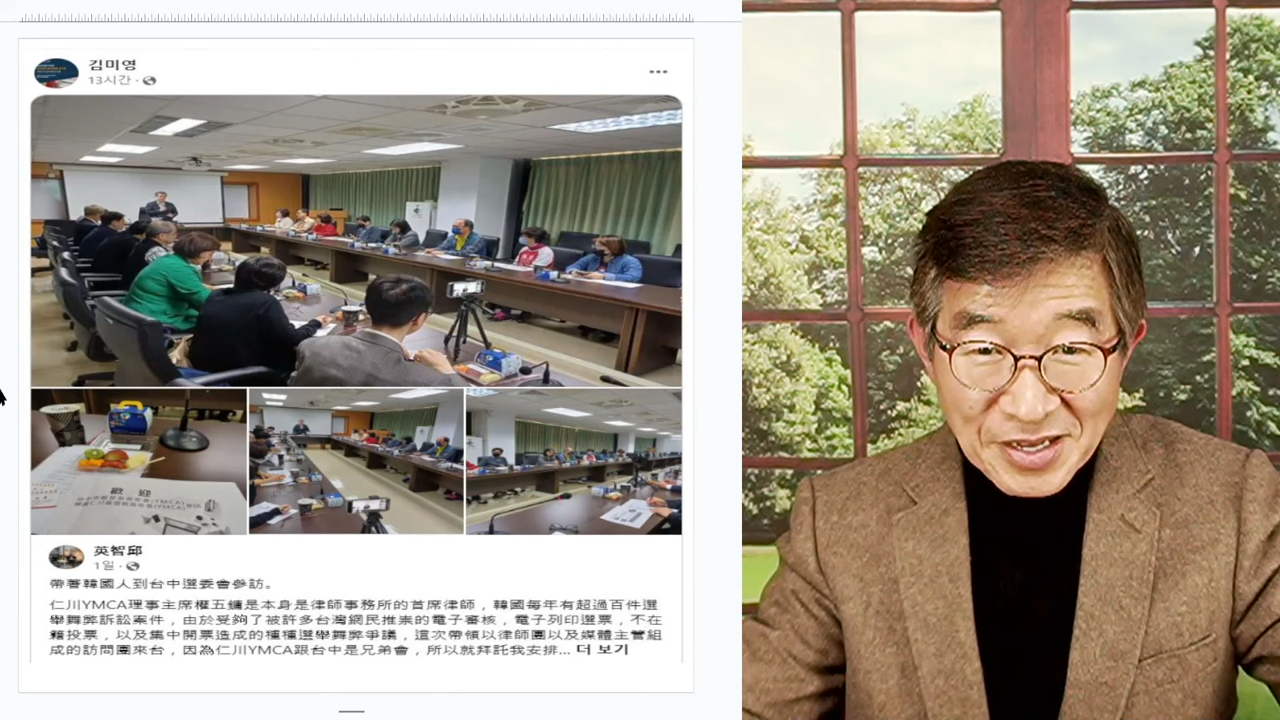 김미영
13시간 ·
歡 迎
英智邱
1일 ·
帶著韓國人到台中選委會參訪。
仁川YMCA理事主席權五鏞是本身是律師事務所的首席律師，韓國每年有超過百件選
舉舞弊訴訟案件，由於受夠了被許多台灣網民推崇的電子審核，電子列印選票，不在
籍投票，以及集中開票造成的種種選舉舞弊爭議，這次帶領以律師團以及媒體主管組
成的訪問團來台，因為仁川YMCA跟台中是兄弟會，所以就拜託我安排... 더 보기